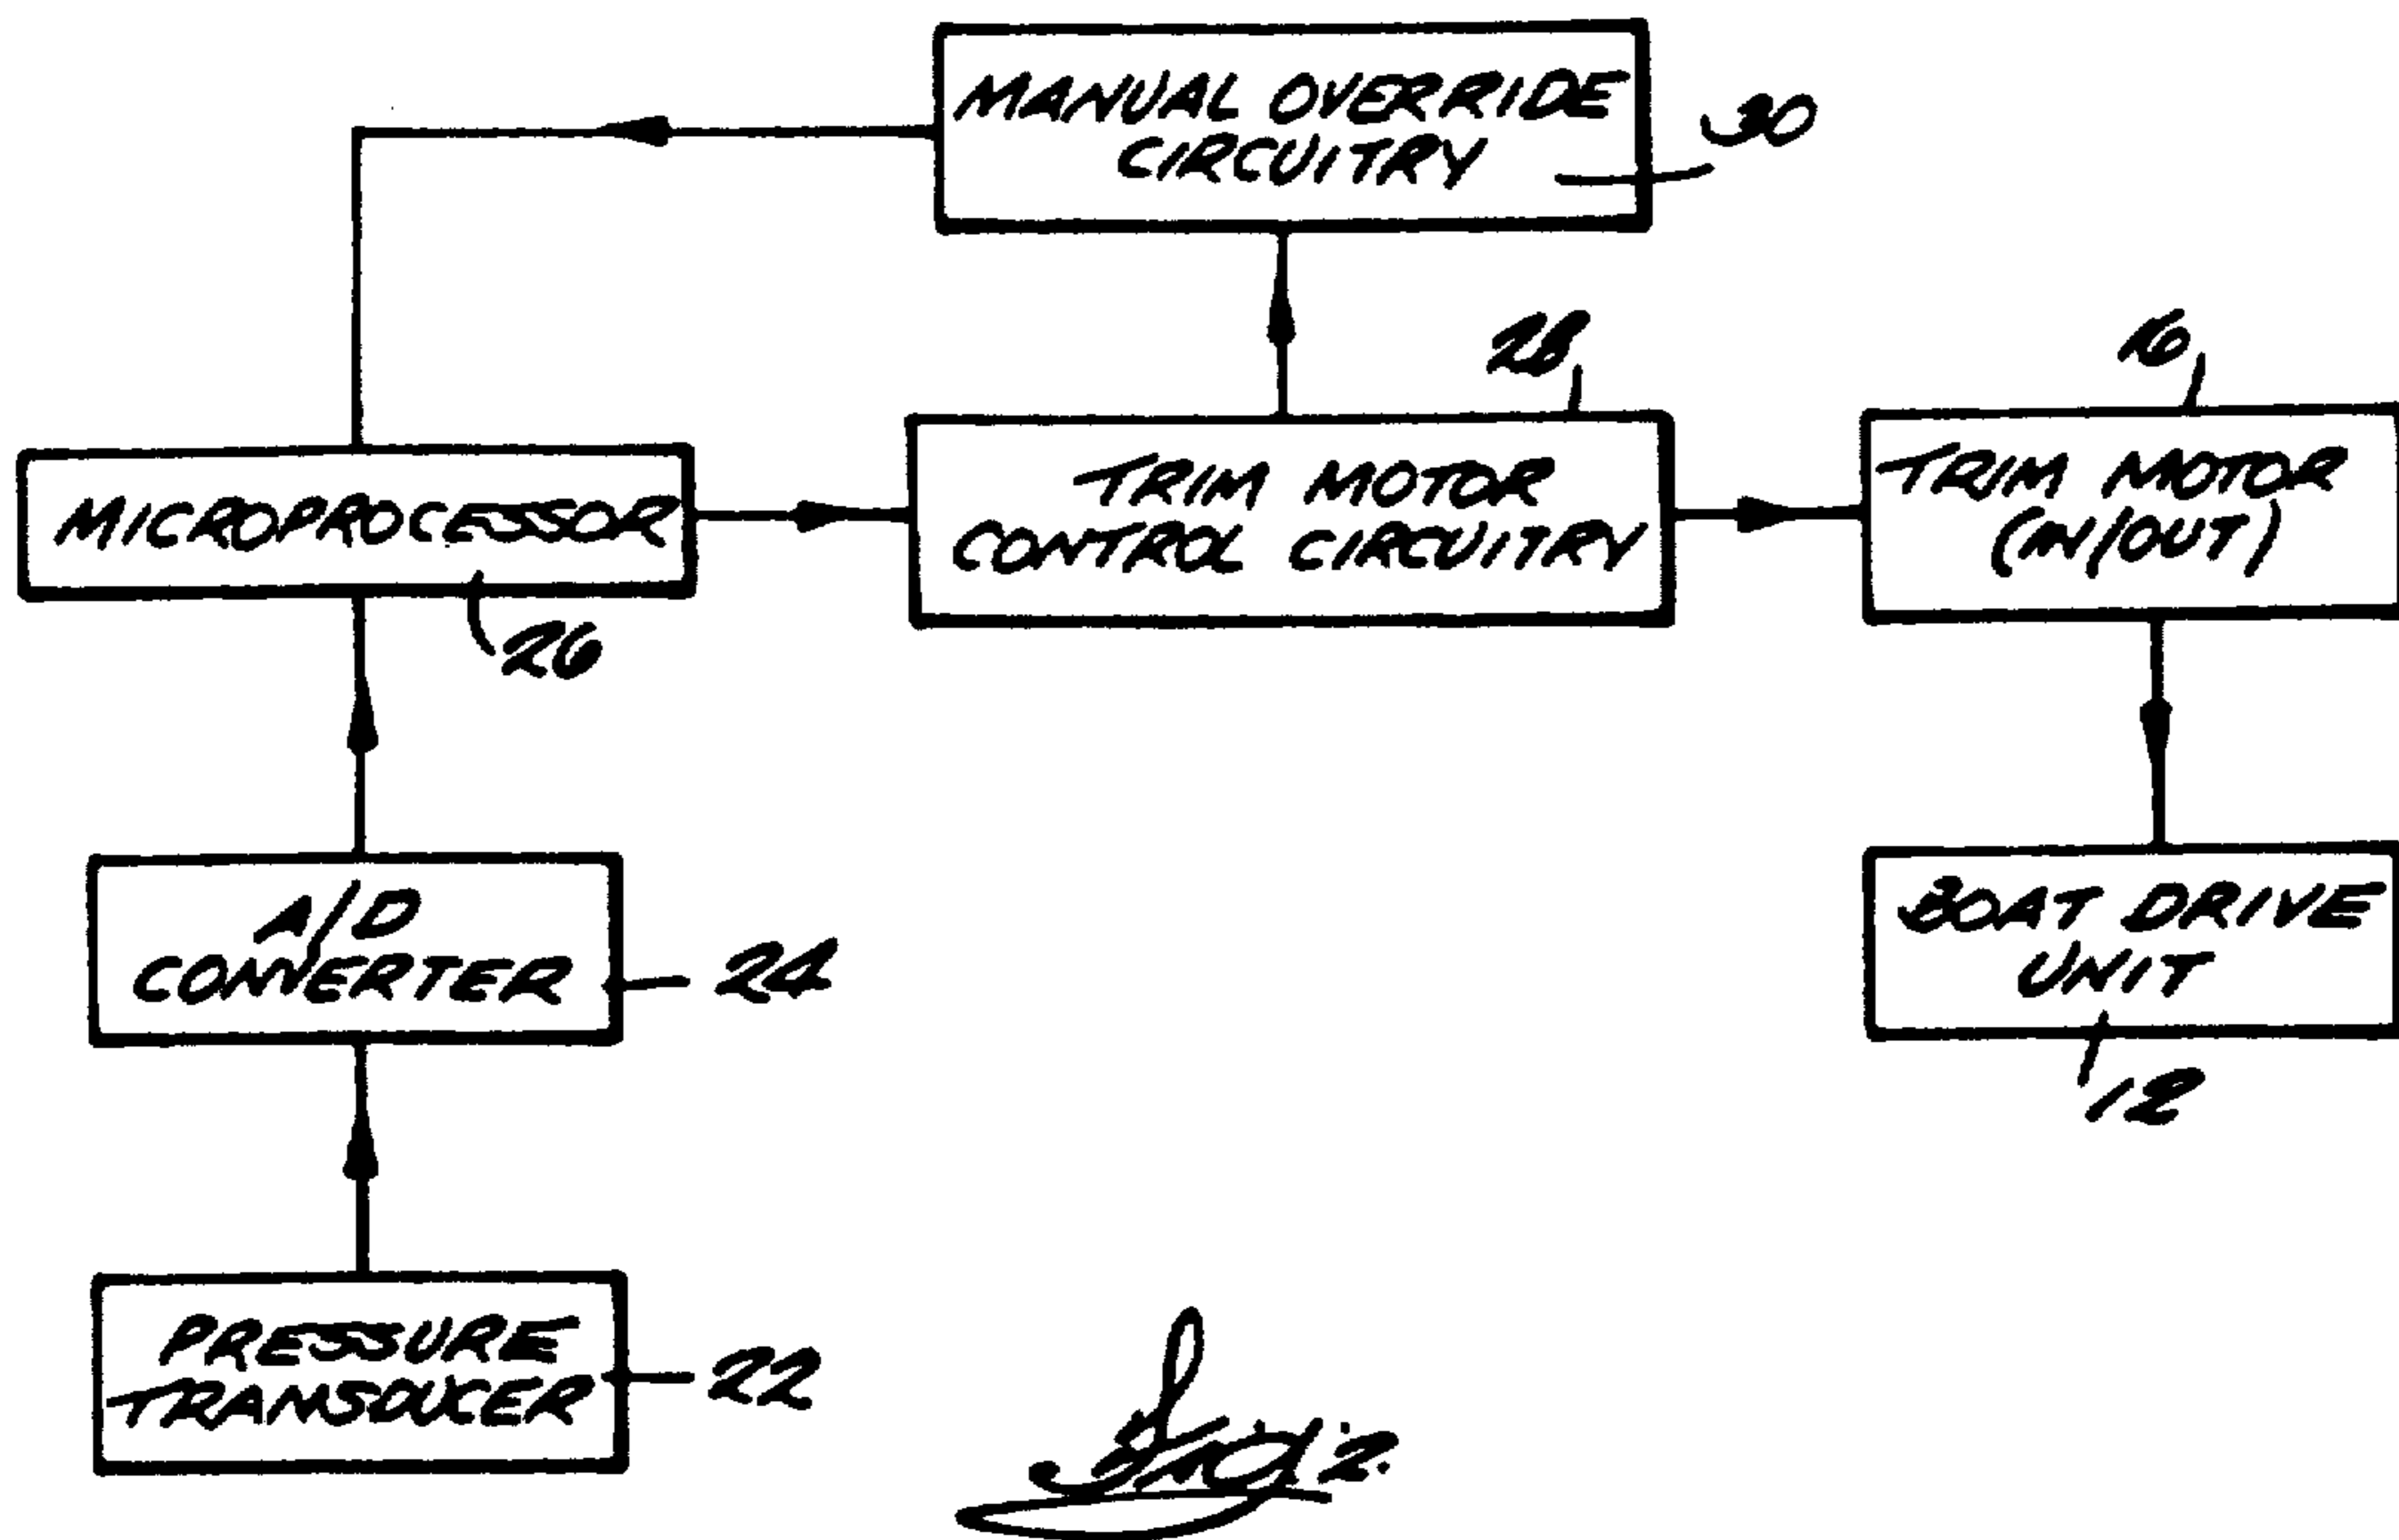 MANUAL OVERRIDE
CIRCUITRY
30
28
16
MICROPROCESSOR
TRIM MOTOR
CONTROL CIRCUITRY
TRIM MOTOR
(IN/OUT)
26
A/D
CONVERTER
24
BOAT DRIVE
UNIT
12
PRESSURE
TRANSDUCER
22
Fig. 2.